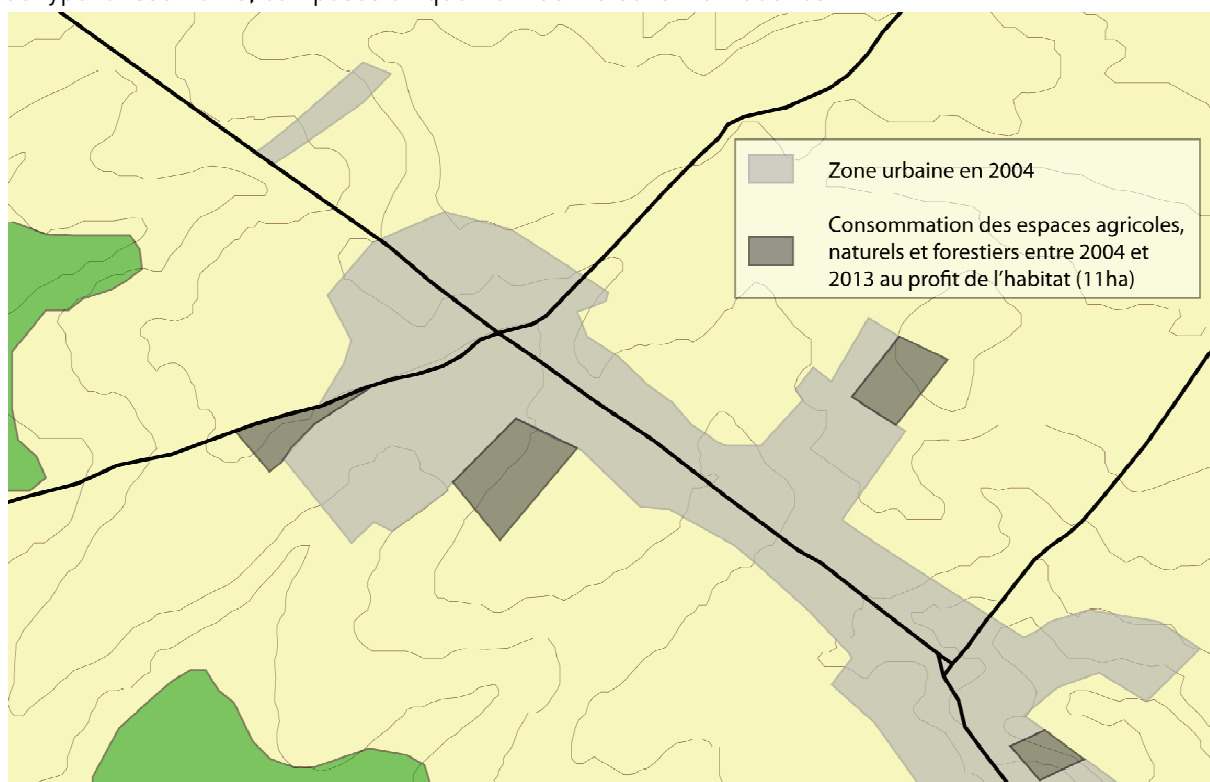 Zone urbaine en 2004
Consommation des espaces agricoles,
naturels et forestiers entre 2004 et
2013 au profit de l'habitat (11ha)